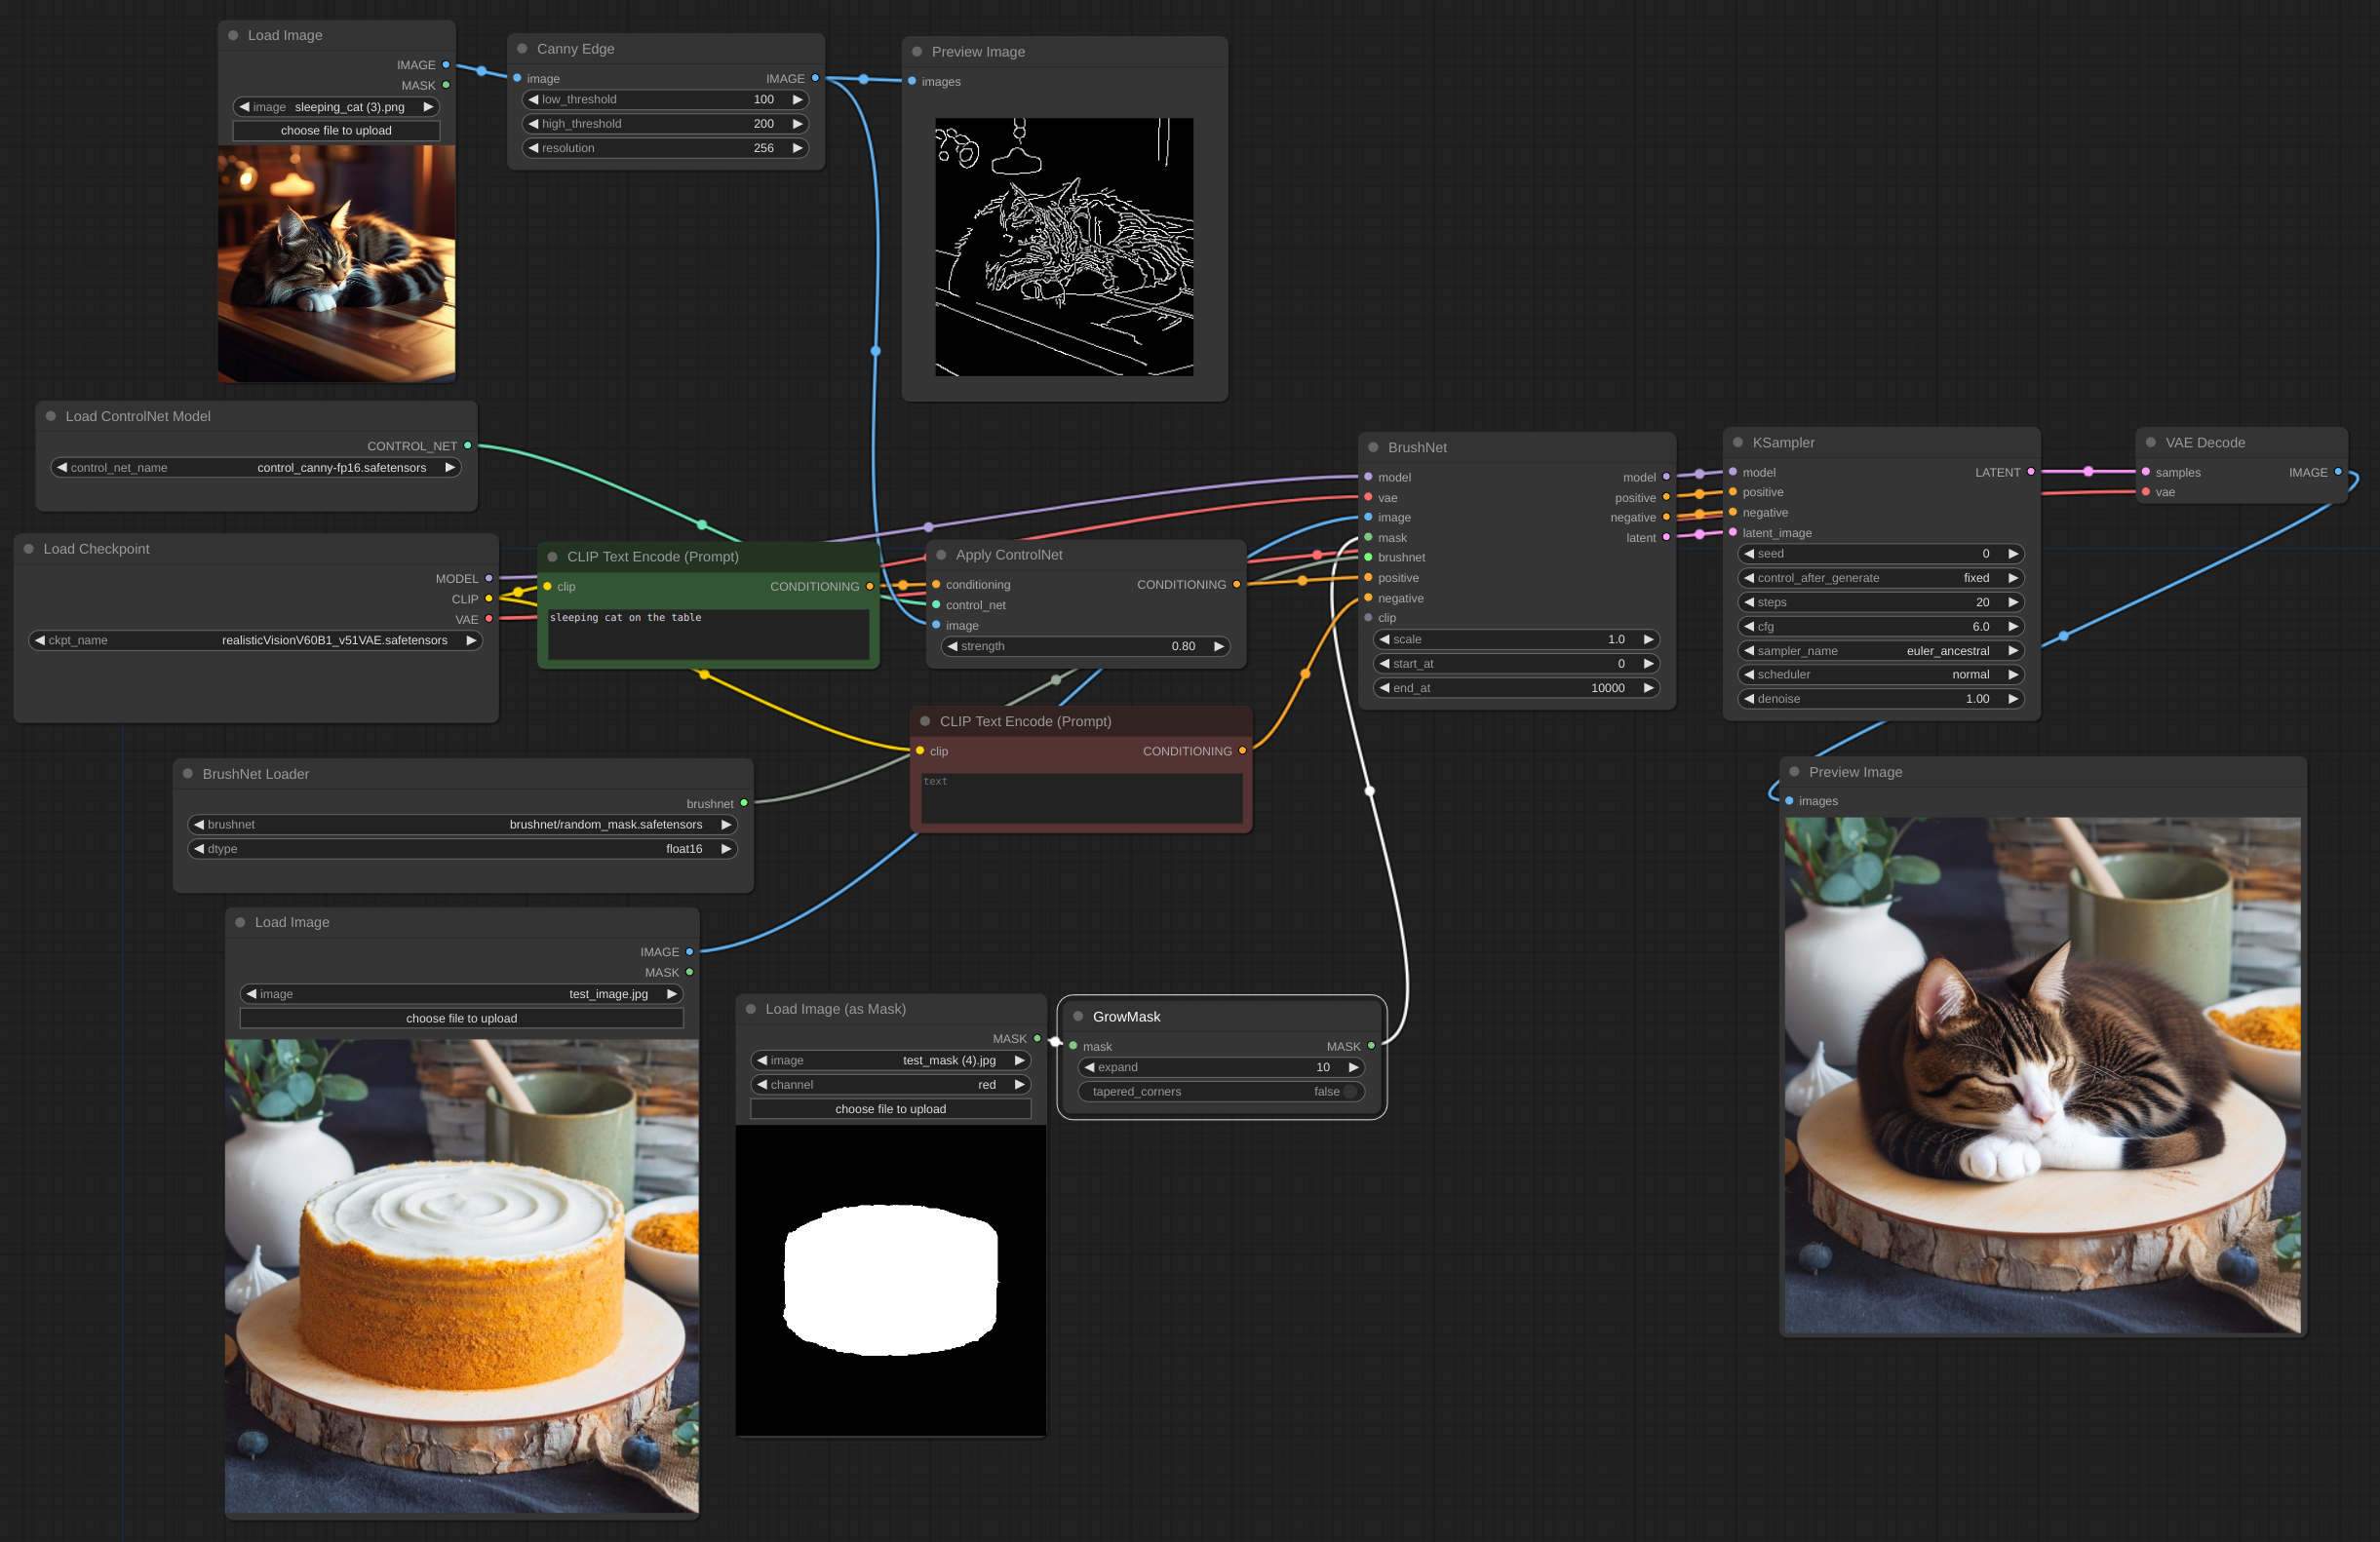 Load Image
IMAGE
MASK
image sleeping_cat (3).png
choose file to upload
Canny Edge
image IMAGE
low_threshold 100
high_threshold 200
resolution 256
Preview Image
images
Load ControlNet Model
CONTROL_NET
control_net_name control_canny-fp16.safetensors
Load Checkpoint
MODEL
CLIP
VAE
ckpt_name realisticVisionV60B1_v51VAE.safetensors
CLIP Text Encode (Prompt)
clip CONDITIONING
sleeping cat on the table
Apply ControlNet
conditioning CONDITIONING
control_net
image
strength 0.80
CLIP Text Encode (Prompt)
clip CONDITIONING
text
BrushNet
model model
vae positive
image negative
mask latent
brushnet
positive
negative
clip
scale 1.0
start_at 0
end_at 10000
KSampler
model LATENT
positive
negative
latent_image
seed 0
control_after_generate fixed
steps 20
cfg 6.0
sampler_name euler_ancestral
scheduler normal
denoise 1.00
VAE Decode
samples IMAGE
vae
BrushNet Loader
brushnet
brushnet brushnet/random_mask.safetensors
dtype float16
Load Image
IMAGE
MASK
image test_image.jpg
choose file to upload
Load Image (as Mask)
MASK
image test_mask (4).jpg
channel red
choose file to upload
GrowMask
mask MASK
expand 10
tapered_corners false
Preview Image
images